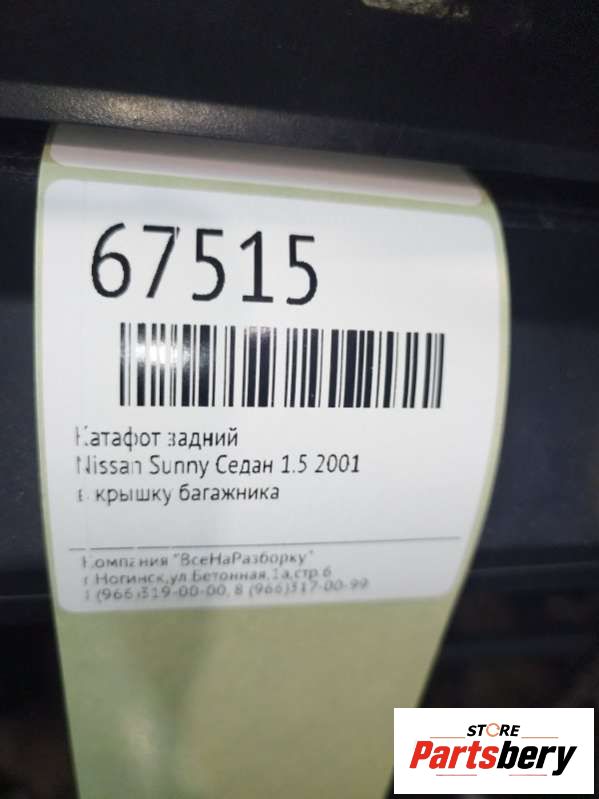 67515
Катафот задний
Nissan Sunny Седан 1.5 2001
в крышку багажника
Компания "ВсеНаРазборку"
г.Ногинск,ул.Бетонная,1а,стр.6
8 (966)319-00-00, 8 (966)317-00-99
STORE
Partsbery